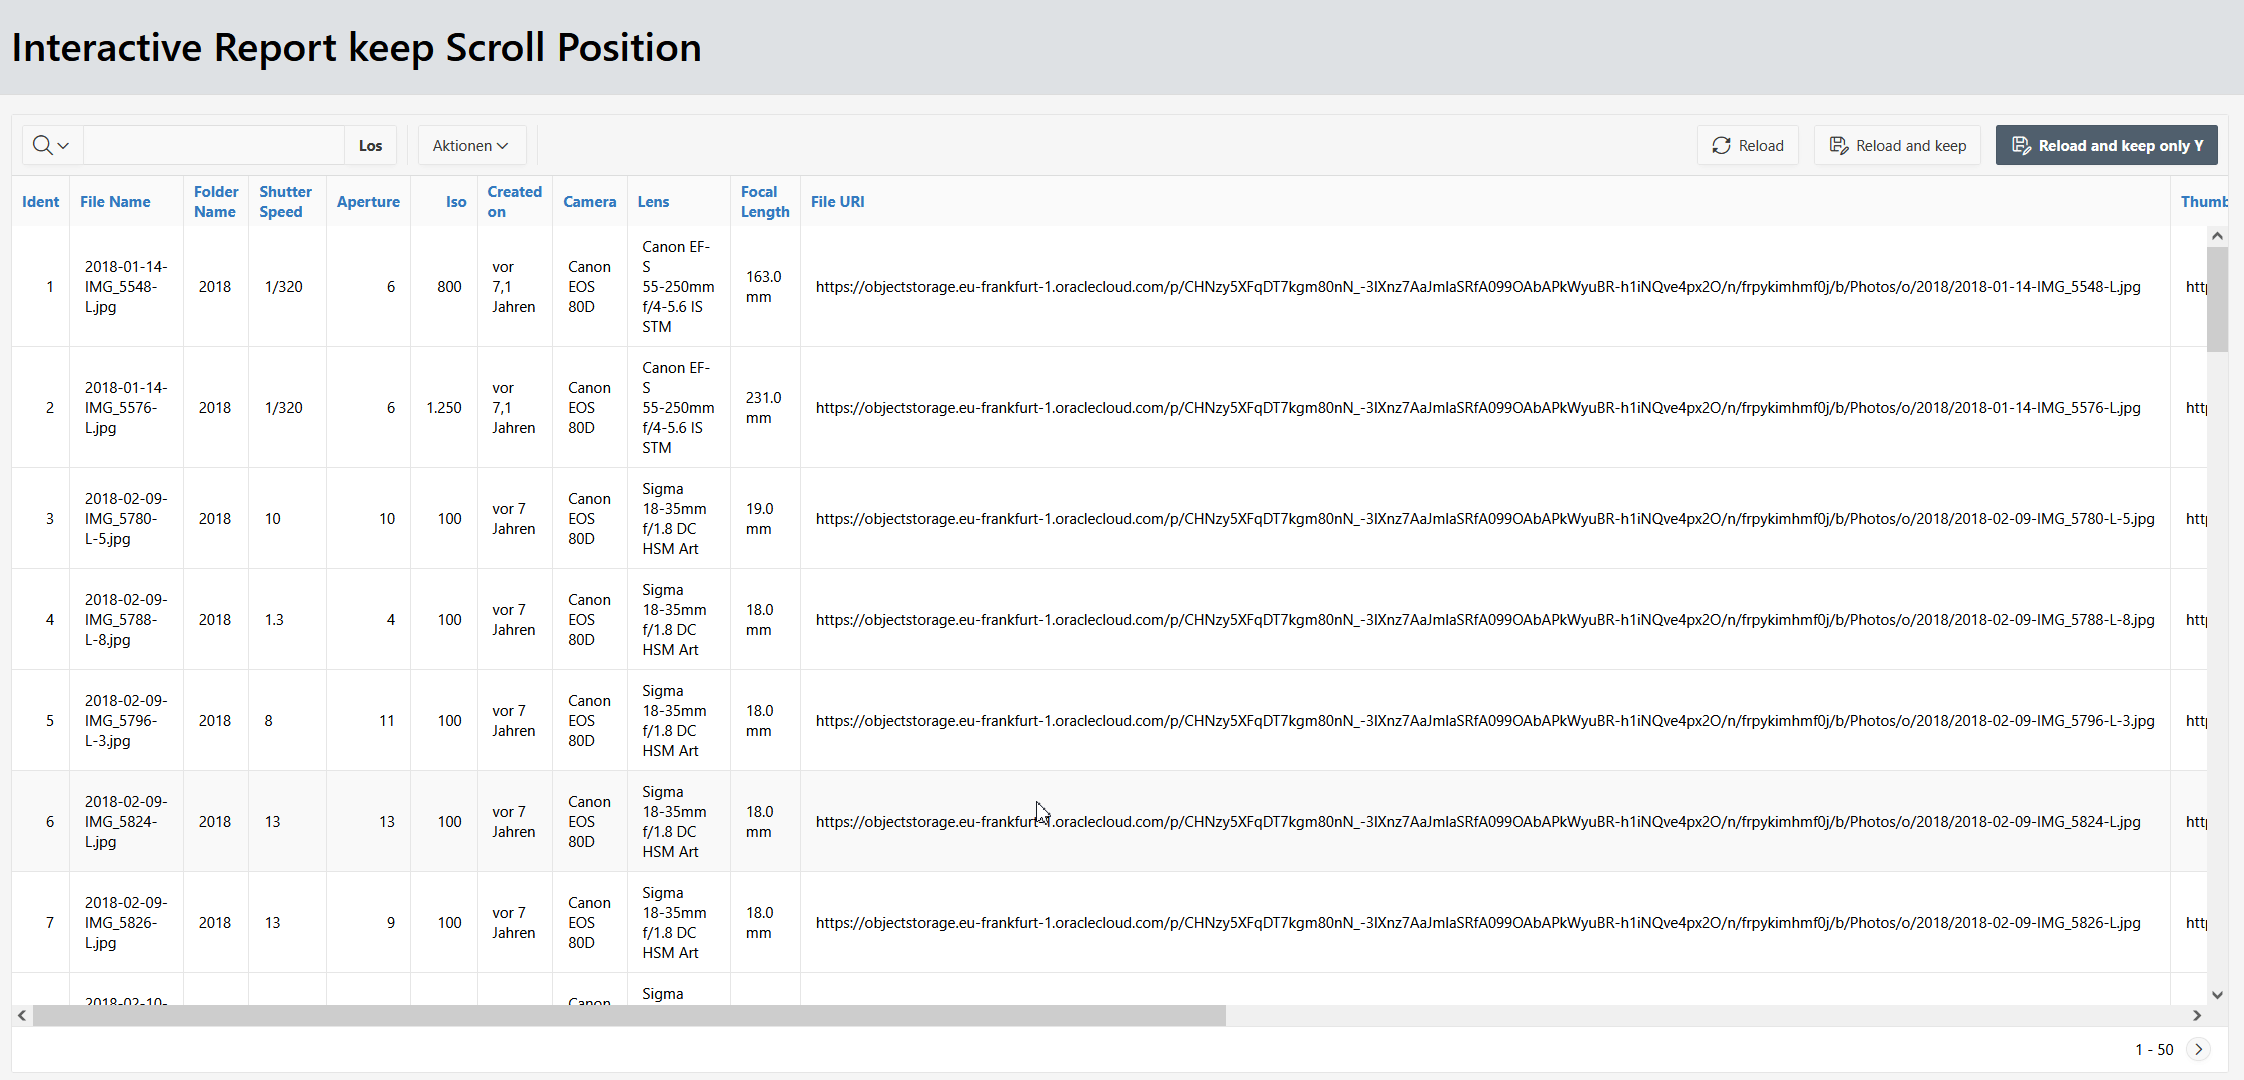 Interactive Report keep Scroll Position
Los
Aktionen
Reload
Reload and keep
Reload and keep only Y
Ident File Name Folder Name Shutter Speed Aperture Iso Created on Camera Lens Focal Length File URI Thumb
1 2018-01-14-IMG_5548-L.jpg 2018 1/320 6 800 vor 7,1 Jahren Canon EOS 80D Canon EF-S 55-250mm f/4-5.6 IS STM 163.0 mm https://objectstorage.eu-frankfurt-1.oraclecloud.com/p/CHNzy5XFqDT7kgm80nN_-3IXnz7AaJmIaSRfA099OAbAPkWyuBR-h1iNQve4px2O/n/frpykimhmf0j/b/Photos/o/2018/2018-01-14-IMG_5548-L.jpg http
2 2018-01-14-IMG_5576-L.jpg 2018 1/320 6 1.250 vor 7,1 Jahren Canon EOS 80D Canon EF-S 55-250mm f/4-5.6 IS STM 231.0 mm https://objectstorage.eu-frankfurt-1.oraclecloud.com/p/CHNzy5XFqDT7kgm80nN_-3IXnz7AaJmIaSRfA099OAbAPkWyuBR-h1iNQve4px2O/n/frpykimhmf0j/b/Photos/o/2018/2018-01-14-IMG_5576-L.jpg http
3 2018-02-09-IMG_5780-L-5.jpg 2018 10 10 100 vor 7 Jahren Canon EOS 80D Sigma 18-35mm f/1.8 DC HSM Art 19.0 mm https://objectstorage.eu-frankfurt-1.oraclecloud.com/p/CHNzy5XFqDT7kgm80nN_-3IXnz7AaJmIaSRfA099OAbAPkWyuBR-h1iNQve4px2O/n/frpykimhmf0j/b/Photos/o/2018/2018-02-09-IMG_5780-L-5.jpg http
4 2018-02-09-IMG_5788-L-8.jpg 2018 1.3 4 100 vor 7 Jahren Canon EOS 80D Sigma 18-35mm f/1.8 DC HSM Art 18.0 mm https://objectstorage.eu-frankfurt-1.oraclecloud.com/p/CHNzy5XFqDT7kgm80nN_-3IXnz7AaJmIaSRfA099OAbAPkWyuBR-h1iNQve4px2O/n/frpykimhmf0j/b/Photos/o/2018/2018-02-09-IMG_5788-L-8.jpg http
5 2018-02-09-IMG_5796-L-3.jpg 2018 8 11 100 vor 7 Jahren Canon EOS 80D Sigma 18-35mm f/1.8 DC HSM Art 18.0 mm https://objectstorage.eu-frankfurt-1.oraclecloud.com/p/CHNzy5XFqDT7kgm80nN_-3IXnz7AaJmIaSRfA099OAbAPkWyuBR-h1iNQve4px2O/n/frpykimhmf0j/b/Photos/o/2018/2018-02-09-IMG_5796-L-3.jpg http
6 2018-02-09-IMG_5824-L.jpg 2018 13 13 100 vor 7 Jahren Canon EOS 80D Sigma 18-35mm f/1.8 DC HSM Art 18.0 mm https://objectstorage.eu-frankfurt-1.oraclecloud.com/p/CHNzy5XFqDT7kgm80nN_-3IXnz7AaJmIaSRfA099OAbAPkWyuBR-h1iNQve4px2O/n/frpykimhmf0j/b/Photos/o/2018/2018-02-09-IMG_5824-L.jpg http
7 2018-02-09-IMG_5826-L.jpg 2018 13 9 100 vor 7 Jahren Canon EOS 80D Sigma 18-35mm f/1.8 DC HSM Art 18.0 mm https://objectstorage.eu-frankfurt-1.oraclecloud.com/p/CHNzy5XFqDT7kgm80nN_-3IXnz7AaJmIaSRfA099OAbAPkWyuBR-h1iNQve4px2O/n/frpykimhmf0j/b/Photos/o/2018/2018-02-09-IMG_5826-L.jpg http
2018-02-10- Canon Sigma
1 - 50